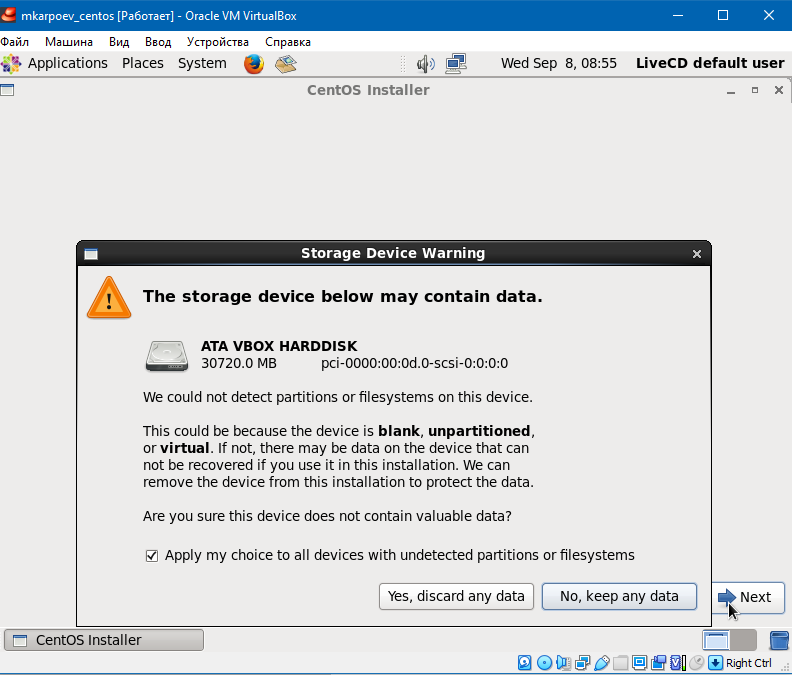 mkarpoev_centos [Работает] - Oracle VM VirtualBox
Файл Машина Вид Ввод Устройства Справка
Applications Places System Wed Sep 8, 08:55 LiveCD default user
CentOS Installer
Storage Device Warning
The storage device below may contain data.
ATA VBOX HARDDISK
30720.0 MB pci-0000:00:0d.0-scsi-0:0:0:0
We could not detect partitions or filesystems on this device.
This could be because the device is blank, unpartitioned,
or virtual. If not, there may be data on the device that can
not be recovered if you use it in this installation. We can
remove the device from this installation to protect the data.
Are you sure this device does not contain valuable data?
Apply my choice to all devices with undetected partitions or filesystems
Yes, discard any data No, keep any data Next
CentOS Installer
Right Ctrl